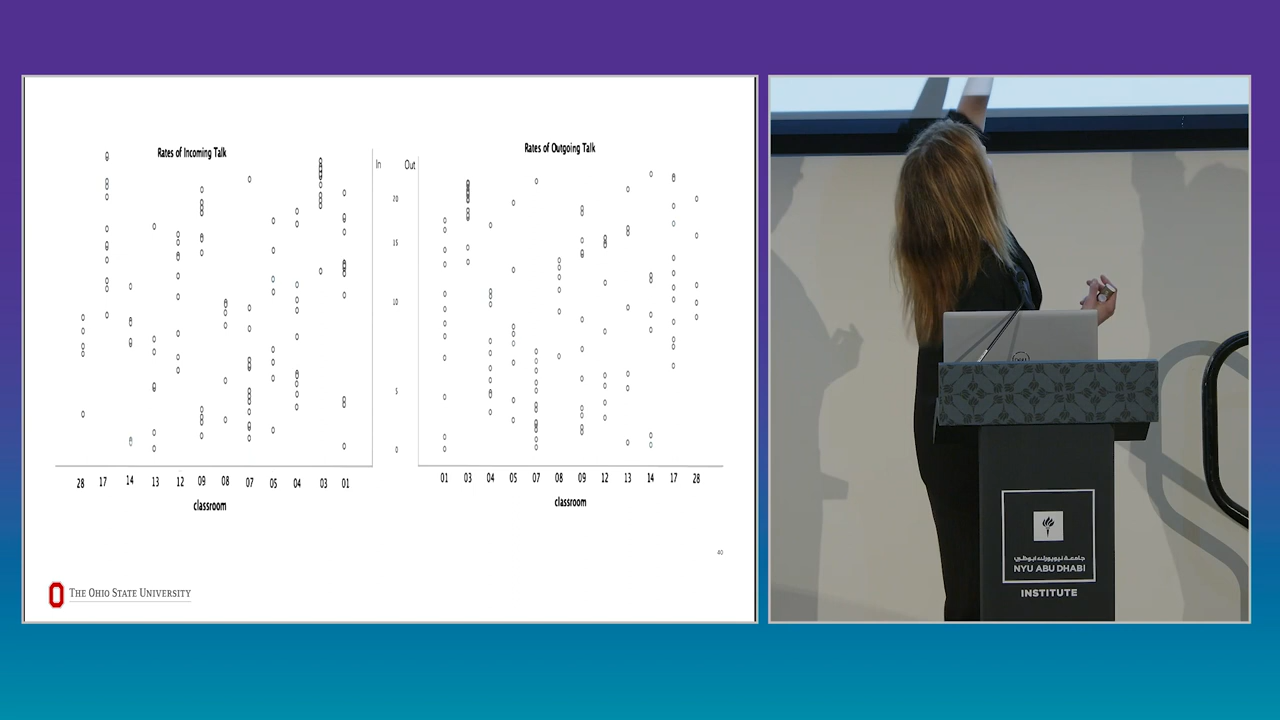 Rates of Incoming Talk
Rates of Outgoing Talk
In Out
20
15
10
5
0
28 17 14 13 12 09 08 07 05 04 03 01
classroom
01 03 04 05 07 08 09 12 13 14 17 28
classroom
40
THE OHIO STATE UNIVERSITY
DELL
جامعة نيويورك أبوظبي
NYU ABU DHABI
INSTITUTE